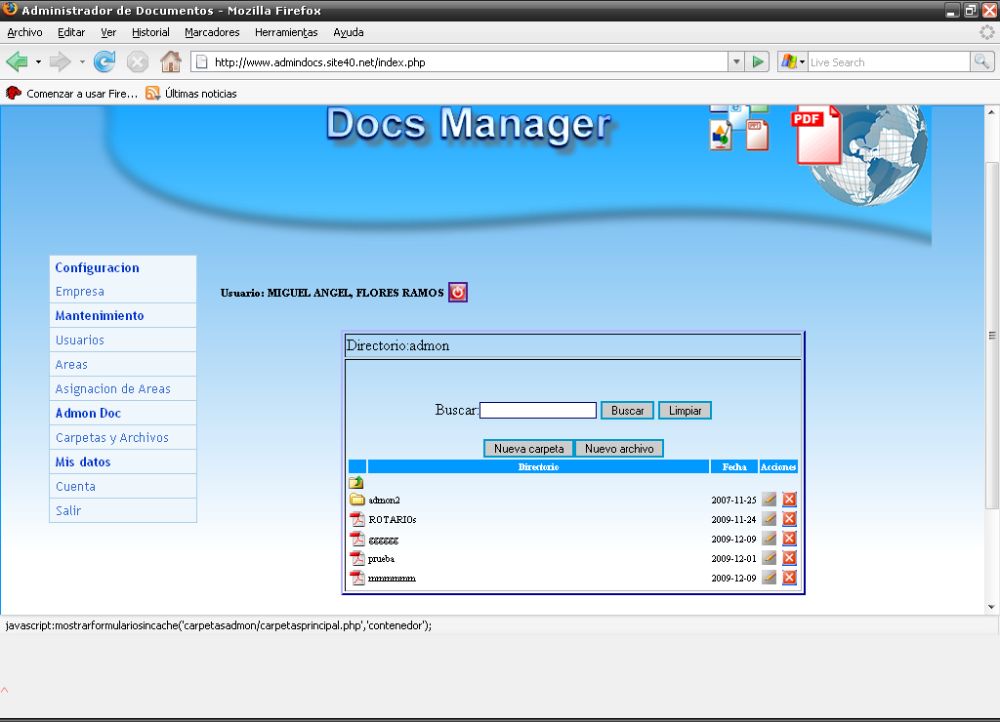 Administrador de Documentos - Mozilla Firefox
Archivo Editar Ver Historial Marcadores Herramientas Ayuda
http://www.admindocs.site40.net/index.php Live Search
Comenzar a usar Fire... Últimas noticias
Docs Manager
PPT
PDF
Configuracion
Empresa
Mantenimiento
Usuarios
Areas
Asignacion de Areas
Admon Doc
Carpetas y Archivos
Mis datos
Cuenta
Salir
Usuario: MIGUEL ANGEL, FLORES RAMOS
Directorio:admon
Buscar: Buscar Limpiar
Nueva carpeta Nuevo archivo
Directorio Fecha Acciones
admon2 2007-11-25
ROTARIOs 2009-11-24
gggggg 2009-12-09
prueba 2009-12-01
mmmmmm 2009-12-09
javascript:mostrarformulariosincache('carpetasadmon/carpetasprincipal.php','contenedor');